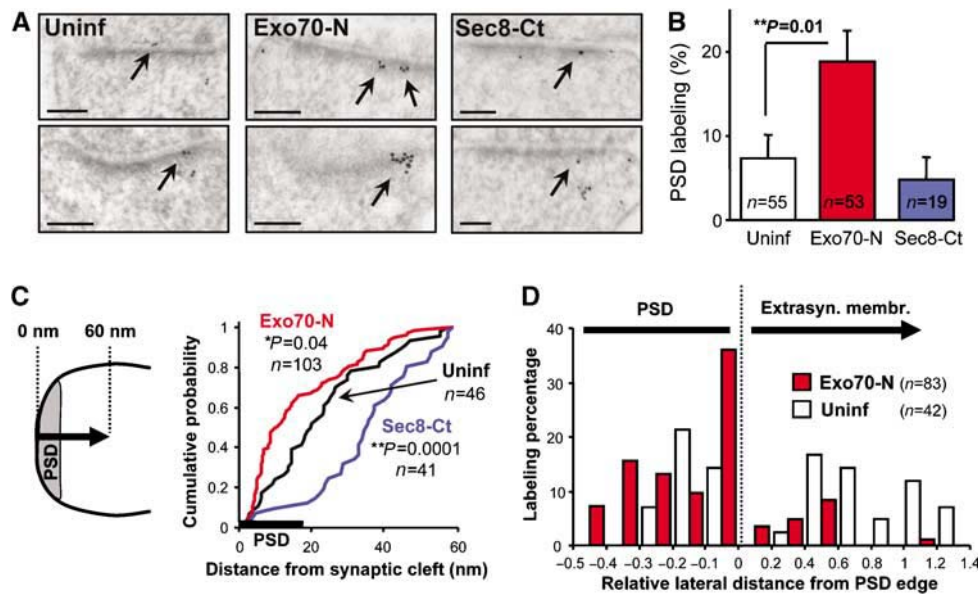 A
Uninf
Exo70-N
Sec8-Ct
B
PSD labeling (%)
20
10
0
**P=0.01
n=55
n=53
n=19
Uninf
Exo70-N
Sec8-Ct
C
0 nm
60 nm
PSD
Cumulative probability
1
0.8
0.6
0.4
0.2
0
Exo70-N
*P=0.04
n=103
Uninf
n=46
Sec8-Ct
**P=0.0001
n=41
PSD
0
20
40
60
Distance from synaptic cleft (nm)
D
PSD
Extrasyn. membr.
Labeling percentage
40
30
20
10
0
Exo70-N (n=83)
Uninf (n=42)
−0.5 −0.4 −0.3 −0.2 −0.1 0 0.2 0.4 0.6 0.8 1 1.2 1.4
Relative lateral distance from PSD edge